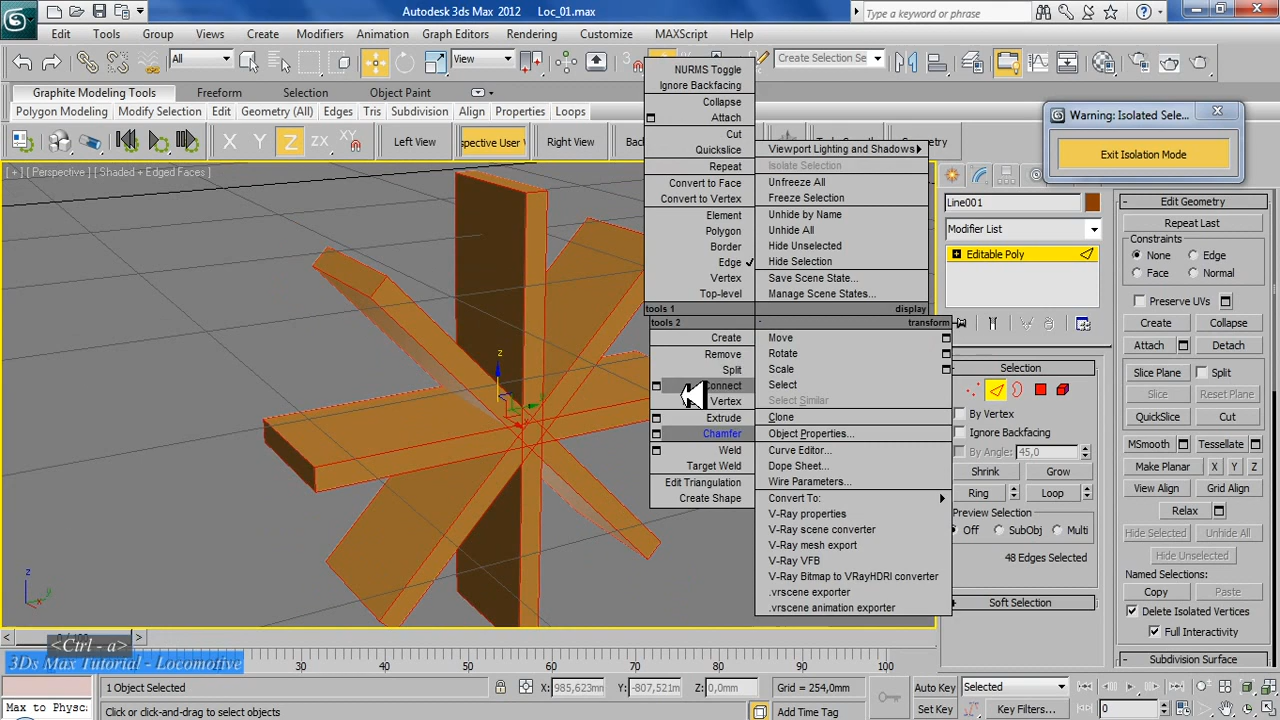 Autodesk 3ds Max 2012 Loc_01.max
Type a keyword or phrase
Edit Tools Group Views Create Modifiers Animation Graph Editors Rendering Customize MAXScript Help
All
View
Create Selection Se
Graphite Modeling Tools Freeform Selection Object Paint
Polygon Modeling Modify Selection Edit Geometry (All) Edges Tris Subdivision Align Properties Loops
X Y Z ZX XY
Left View
spective User
Right View
[ + ] [ Perspective ] [ Shaded + Edged Faces ]
NURMS Toggle
Ignore Backfacing
Collapse
Attach
Cut
Quickslice
Repeat
Convert to Face
Convert to Vertex
Element
Polygon
Border
Edge
Vertex
Top-level
tools 1
tools 2
Create
Remove
Split
Connect
Vertex
Extrude
Chamfer
Weld
Target Weld
Edit Triangulation
Create Shape
Viewport Lighting and Shadows
Isolate Selection
Unfreeze All
Freeze Selection
Unhide by Name
Unhide All
Hide Unselected
Hide Selection
Save Scene State...
Manage Scene States...
display
transform
Move
Rotate
Scale
Select
Select Similar
Clone
Object Properties...
Curve Editor...
Dope Sheet...
Wire Parameters...
Convert To:
V-Ray properties
V-Ray scene converter
V-Ray mesh export
V-Ray VFB
V-Ray Bitmap to VRayHDRI converter
.vrscene exporter
.vrscene animation exporter
Warning: Isolated Sele...
Exit Isolation Mode
Line001
Modifier List
Editable Poly
Selection
By Vertex
Ignore Backfacing
By Angle: 45,0
Shrink Grow
Ring Loop
Preview Selection
Off SubObj Multi
48 Edges Selected
Soft Selection
Edit Geometry
Repeat Last
Constraints
None Edge
Face Normal
Preserve UVs
Create Collapse
Attach Detach
Slice Plane Split
Slice Reset Plane
QuickSlice Cut
MSmooth Tessellate
Make Planar X Y Z
View Align Grid Align
Relax
Hide Selected Unhide All
Hide Unselected
Named Selections:
Copy Paste
Delete Isolated Vertices
Full Interactivity
Subdivision Surface
z
z
y
<Ctrl - a>
3Ds Max Tutorial - Locomotive
30 40 50 60 70 80 90 100
Max to Physc
1 Object Selected
Click or click-and-drag to select objects
X: 985,623m Y: -807,521m Z: 0,0mm
Grid = 254,0mm
Add Time Tag
Auto Key Selected
Set Key Key Filters...
0